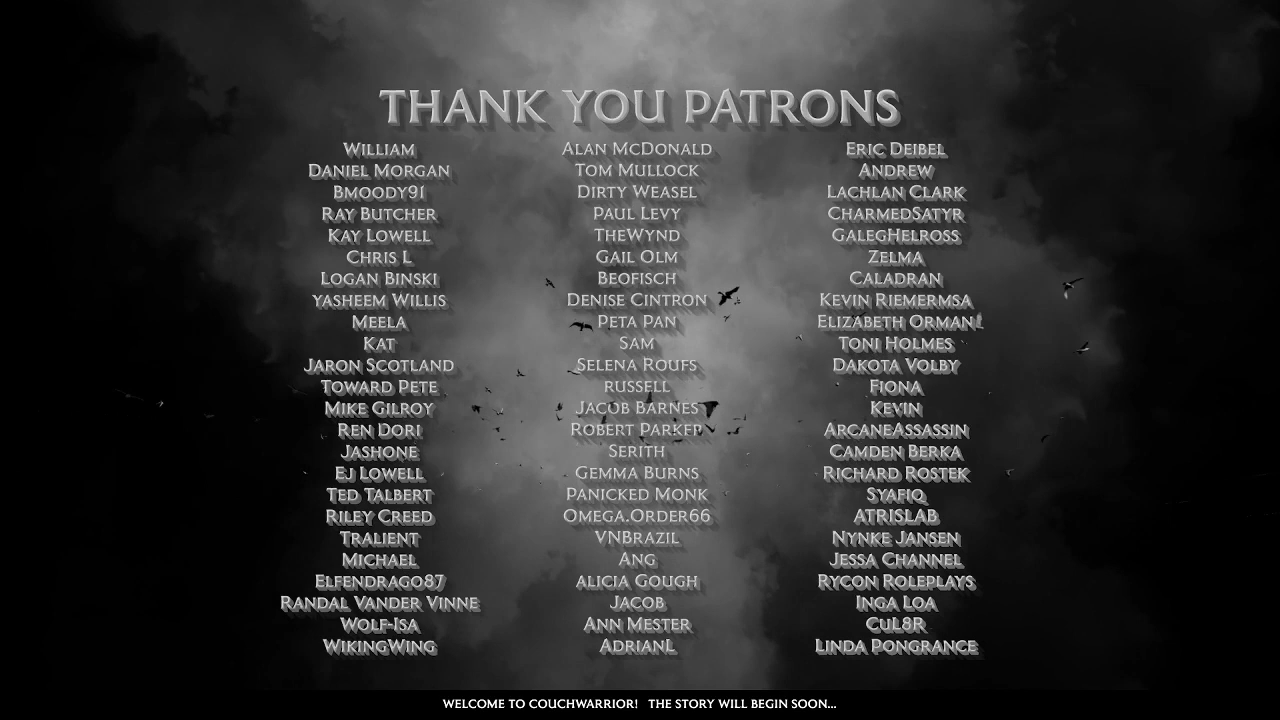 THANK YOU PATRONS
WILLIAM
DANIEL MORGAN
BMOODY91
RAY BUTCHER
KAY LOWELL
CHRIS L
LOGAN BINSKI
YASHEEM WILLIS
MEELA
KAT
JARON SCOTLAND
TOWARD PETE
MIKE GILROY
REN DORI
JASHONE
EJ LOWELL
TED TALBERT
RILEY CREED
TRALIENT
MICHAEL
ELFENDRAGO87
RANDAL VANDER VINNE
WOLF-ISA
WIKINGWING
ALAN MCDONALD
TOM MULLOCK
DIRTY WEASEL
PAUL LEVY
THEWYND
GAIL OLM
BEOFISCH
DENISE CINTRON
PETA PAN
SAM
SELENA ROUFS
RUSSELL
JACOB BARNES
ROBERT PARKER
SERITH
GEMMA BURNS
PANICKED MONK
OMEGA.ORDER66
VNBRAZIL
ANG
ALICIA GOUGH
JACOB
ANN MESTER
ADRIANL
ERIC DEIBEL
ANDREW
LACHLAN CLARK
CHARMEDSATYR
GALEGHELROSS
ZELMA
CALADRAN
KEVIN RIEMERMSA
ELIZABETH ORMAN1
TONI HOLMES
DAKOTA VOLBY
FIONA
KEVIN
ARCANEASSASSIN
CAMDEN BERKA
RICHARD ROSTEK
SYAFIQ
ATRISLAB
NYNKE JANSEN
JESSA CHANNEL
RYCON ROLEPLAYS
INGA LOA
CUL8R
LINDA PONGRANCE
WELCOME TO COUCHWARRIOR! THE STORY WILL BEGIN SOON...